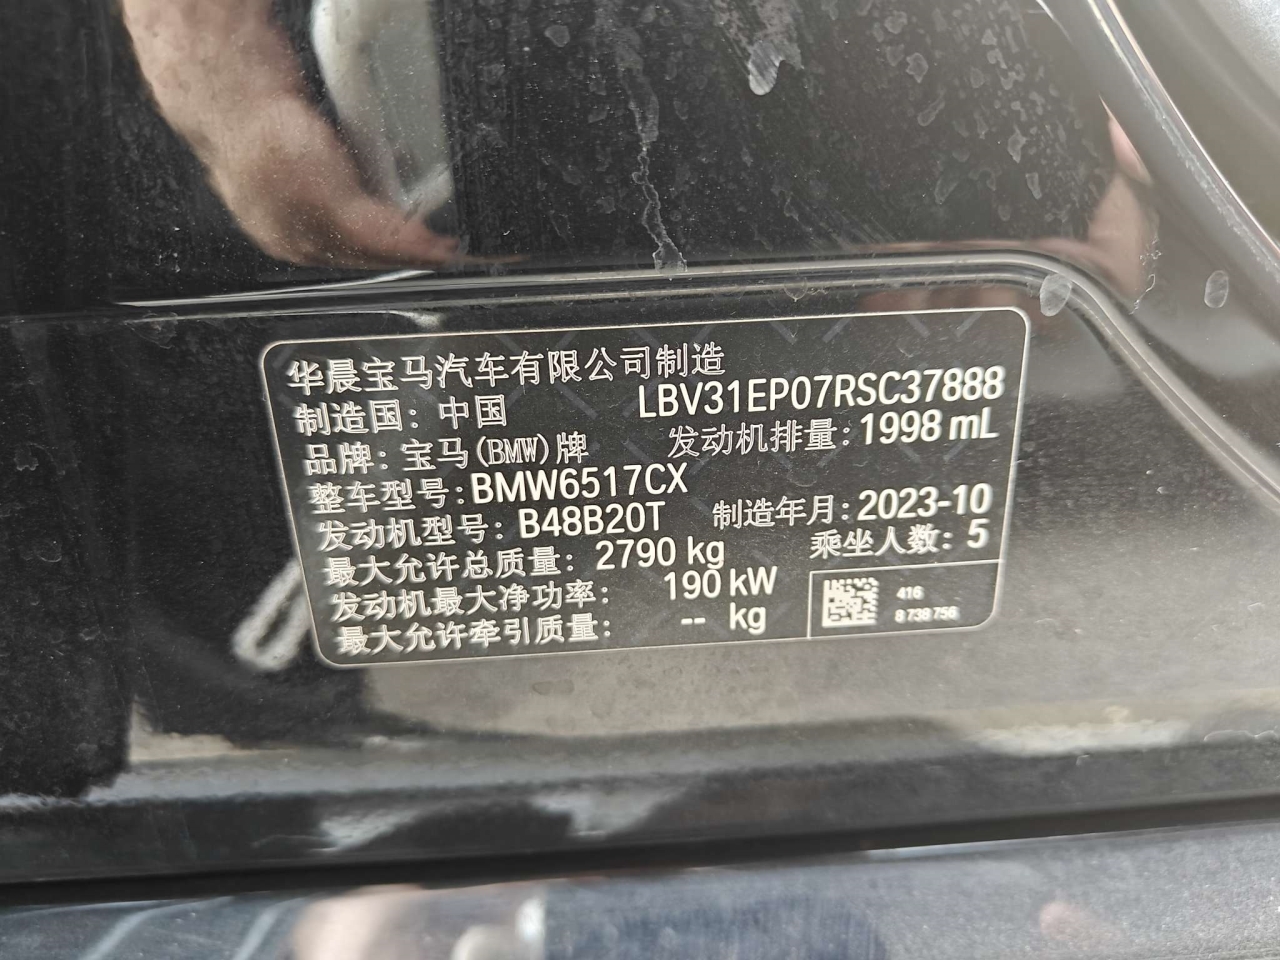 华晨宝马汽车有限公司制造
制造国：中国 LBV31EP07RSC37888
品牌：宝马(BMW)牌 发动机排量：1998 mL
整车型号：BMW6517CX
发动机型号：B48B20T 制造年月：2023-10
最大允许总质量：2790 kg 乘坐人数：5
发动机最大净功率：190 kW
最大允许牵引质量：-- kg
416
8 738 756